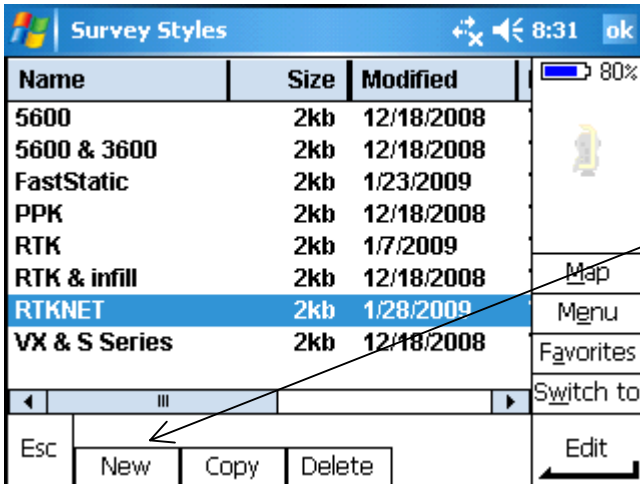 Survey Styles 8:31 ok
Name Size Modified
80%
5600 2kb 12/18/2008
5600 & 3600 2kb 12/18/2008
FastStatic 2kb 1/23/2009
PPK 2kb 12/18/2008
RTK 2kb 1/7/2009
RTK & infill 2kb 12/18/2008
RTKNET 2kb 1/28/2009
VX & S Series 2kb 12/18/2008
Map
Menu
Favorites
Switch to
Esc New Copy Delete Edit